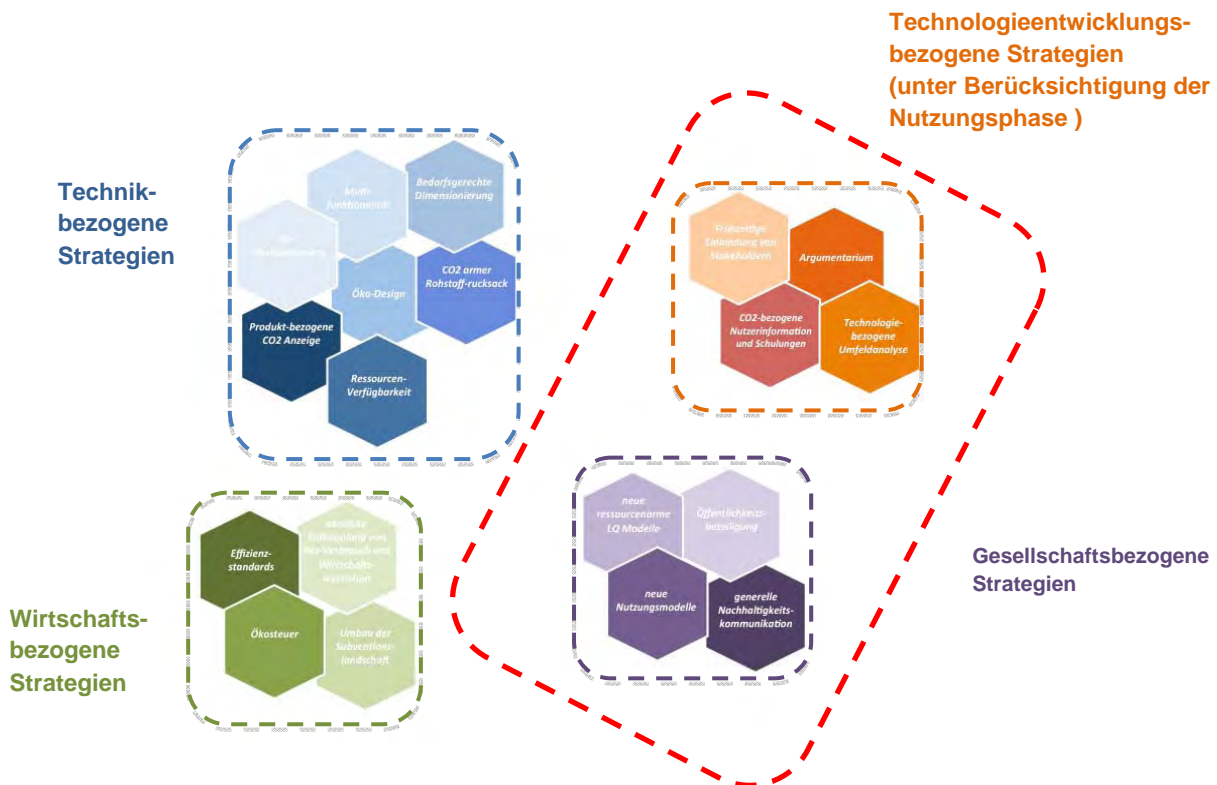 Technologieentwicklungs-
bezogene Strategien
(unter Berücksichtigung der
Nutzungsphase )
Technik-
bezogene
Strategien
Multi-
funktionalität
Bedarfsgerechte
Dimensionierung
Öko-Design
CO2 armer
Rohstoff-rucksack
Produkt-bezogene
CO2 Anzeige
Ressourcen-
Verfügbarkeit
Frühzeitige
Einbindung von
Stakeholdern
Argumentarium
CO2-bezogene
Nutzerinformation
und Schulungen
Technologie-
bezogene
Umfeldanalyse
Wirtschafts-
bezogene
Strategien
Effizienz-
standards
Entkopplung von
Wirtschafts-
Ökosteuer
Umbau der
Subventions-
landschaft
neue
ressourcenarme
LQ Modelle
Öffentlichkeits-
beteiligung
neue
Nutzungsmodelle
generelle
Nachhaltigkeits-
kommunikation
Gesellschaftsbezogene
Strategien